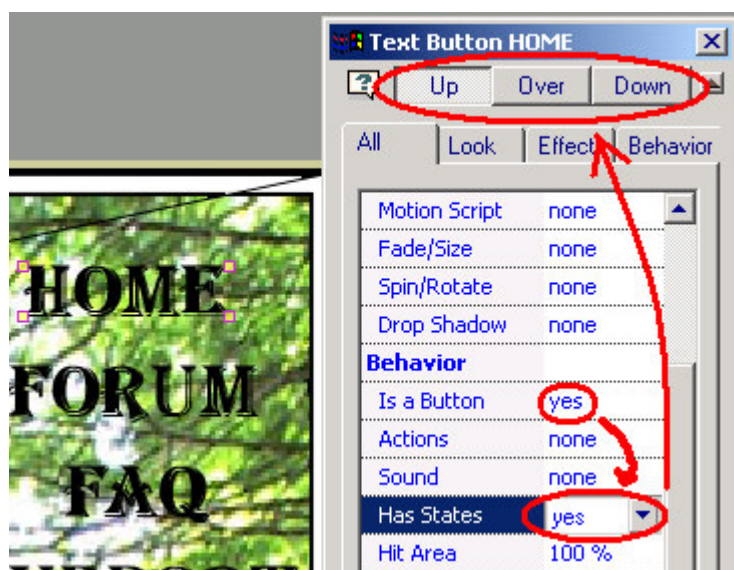 Text Button HOME
Up Over Down
All Look Effect Behavior
Motion Script none
Fade/Size none
Spin/Rotate none
Drop Shadow none
Behavior
Is a Button yes
Actions none
Sound none
Has States yes
Hit Area 100 %
HOME
FORUM
FAQ